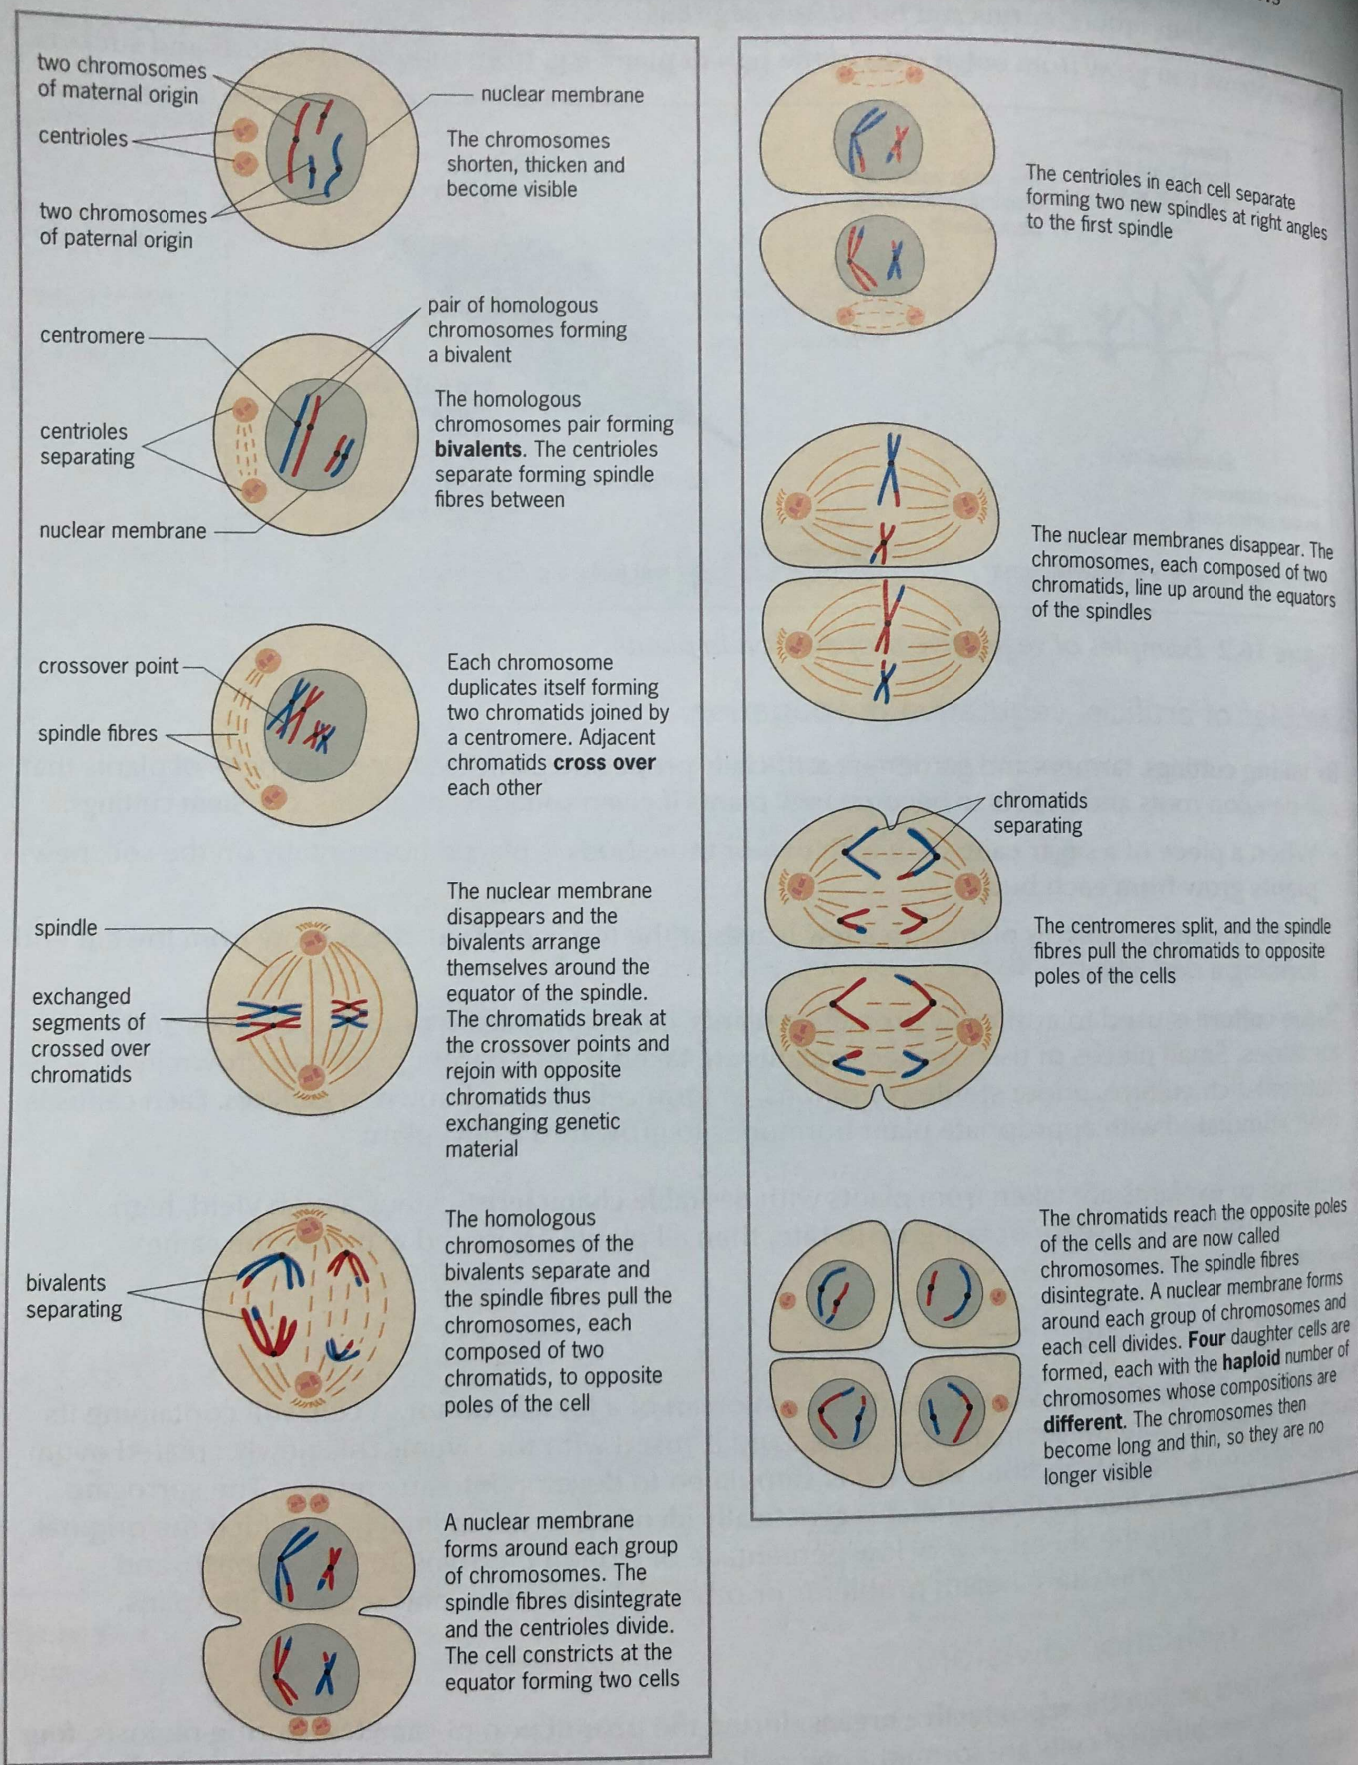 two chromosomes
of maternal origin
centrioles
two chromosomes
of paternal origin
nuclear membrane
The chromosomes
shorten, thicken and
become visible
centromere
centrioles
separating
nuclear membrane
pair of homologous
chromosomes forming
a bivalent
The homologous
chromosomes pair forming
bivalents. The centrioles
separate forming spindle
fibres between
crossover point
spindle fibres
Each chromosome
duplicates itself forming
two chromatids joined by
a centromere. Adjacent
chromatids cross over
each other
spindle
exchanged
segments of
crossed over
chromatids
The nuclear membrane
disappears and the
bivalents arrange
themselves around the
equator of the spindle.
The chromatids break at
the crossover points and
rejoin with opposite
chromatids thus
exchanging genetic
material
bivalents
separating
The homologous
chromosomes of the
bivalents separate and
the spindle fibres pull the
chromosomes, each
composed of two
chromatids, to opposite
poles of the cell
A nuclear membrane
forms around each group
of chromosomes. The
spindle fibres disintegrate
and the centrioles divide.
The cell constricts at the
equator forming two cells
The centrioles in each cell separate
forming two new spindles at right angles
to the first spindle
The nuclear membranes disappear. The
chromosomes, each composed of two
chromatids, line up around the equators
of the spindles
chromatids
separating
The centromeres split, and the spindle
fibres pull the chromatids to opposite
poles of the cells
The chromatids reach the opposite poles
of the cells and are now called
chromosomes. The spindle fibres
disintegrate. A nuclear membrane forms
around each group of chromosomes and
each cell divides. Four daughter cells are
formed, each with the haploid number of
chromosomes whose compositions are
different. The chromosomes then
become long and thin, so they are no
longer visible